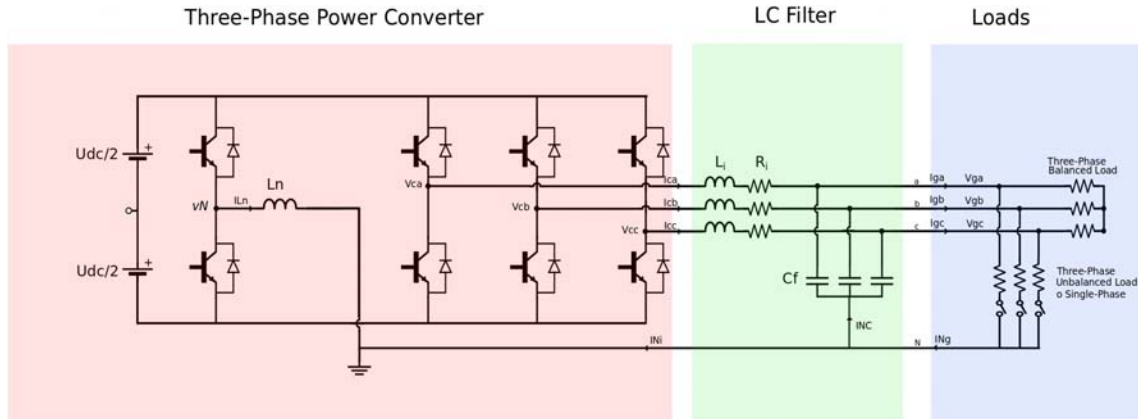 Three-Phase Power Converter
LC Filter
Loads
Udc/2
+
Udc/2
+
vN
ILn
Ln
Vca
Vcb
Vcc
Ica
Icb
Icc
Li
Ri
Cf
INC
INi
a
b
c
N
Iga
Igb
Igc
INg
Vga
Vgb
Vgc
Three-Phase
Balanced Load
Three-Phase
Unbalanced Load
o Single-Phase